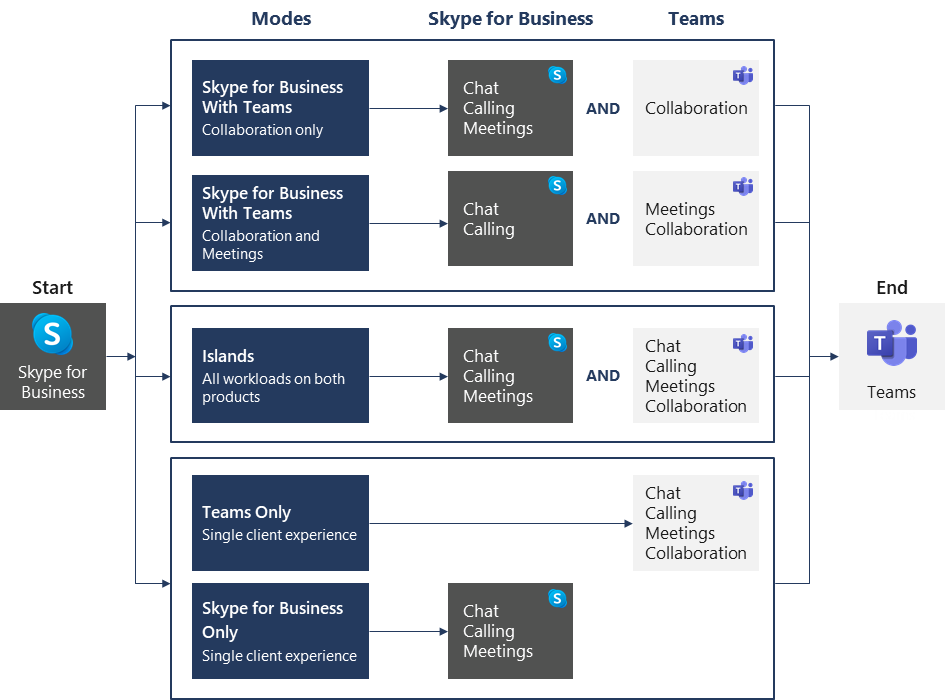 Modes
Skype for Business
Teams
Skype for Business
With Teams
Collaboration only
Chat
Calling
Meetings
AND
Collaboration
Skype for Business
With Teams
Collaboration and
Meetings
Chat
Calling
AND
Meetings
Collaboration
Start
Skype for
Business
Islands
All workloads on both
products
Chat
Calling
Meetings
AND
Chat
Calling
Meetings
Collaboration
End
Teams
Teams Only
Single client experience
Chat
Calling
Meetings
Collaboration
Skype for Business
Only
Single client experience
Chat
Calling
Meetings